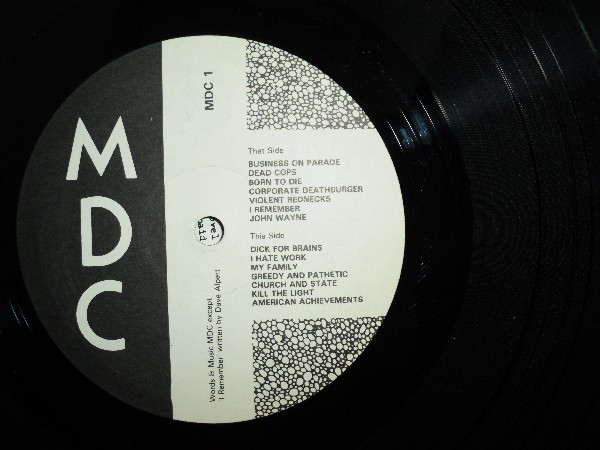 MDC
MDC 1
That Side
BUSINESS ON PARADE
DEAD COPS
BORN TO DIE
CORPORATE DEATHBURGER
VIOLENT REDNECKS
I REMEMBER
JOHN WAYNE
This Side
DICK FOR BRAINS
I HATE WORK
MY FAMILY
GREEDY AND PATHETIC
CHURCH AND STATE
KILL THE LIGHT
AMERICAN ACHIEVEMENTS
Words & Music MDC except
I Remember written by Dave Alpert